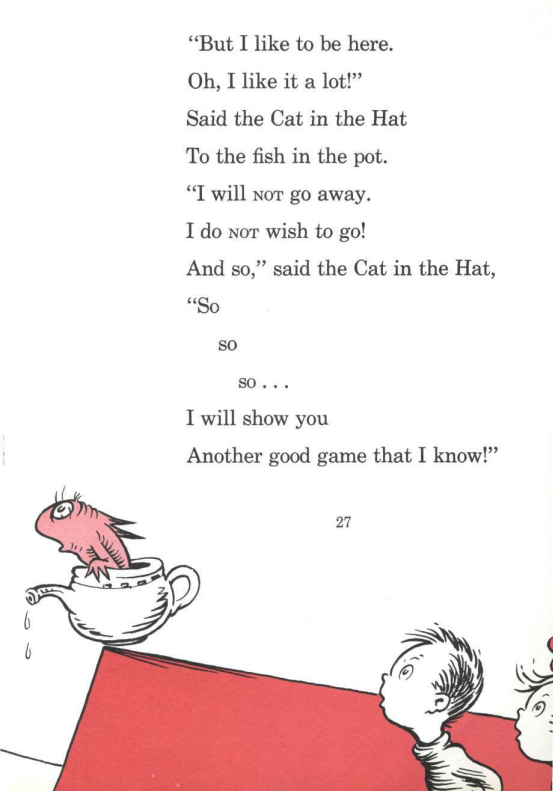 “But I like to be here.
Oh, I like it a lot!”
Said the Cat in the Hat
To the fish in the pot.
“I will NOT go away.
I do NOT wish to go!
And so,” said the Cat in the Hat,
“So
so
so . . .
I will show you
Another good game that I know!”
27